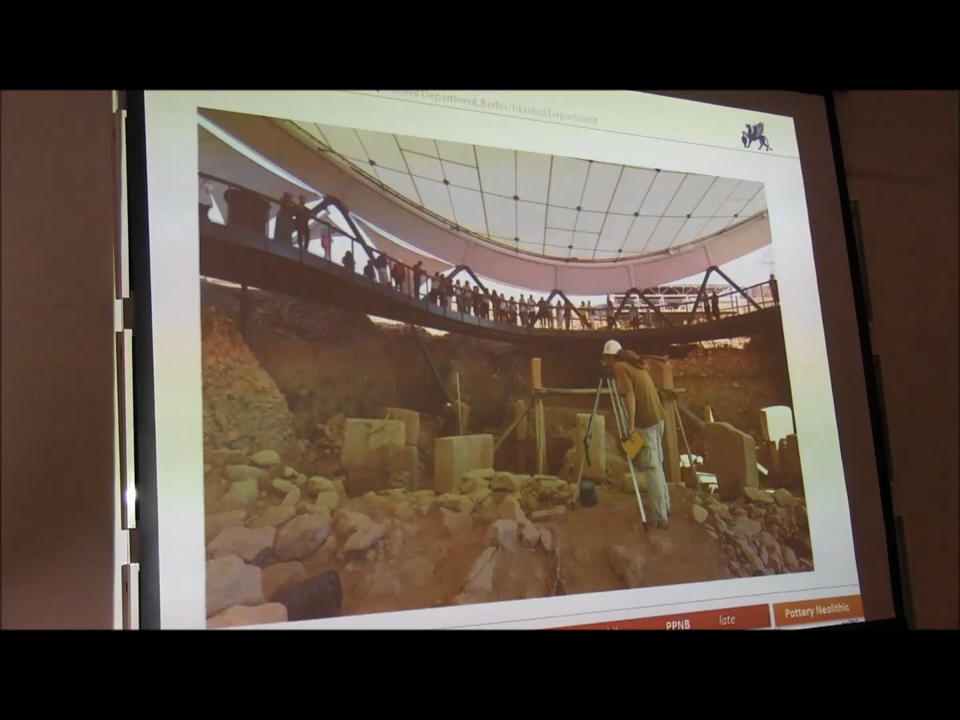 Department, Berlin / Istanbul Department
PPNB late
Pottery Neolithic